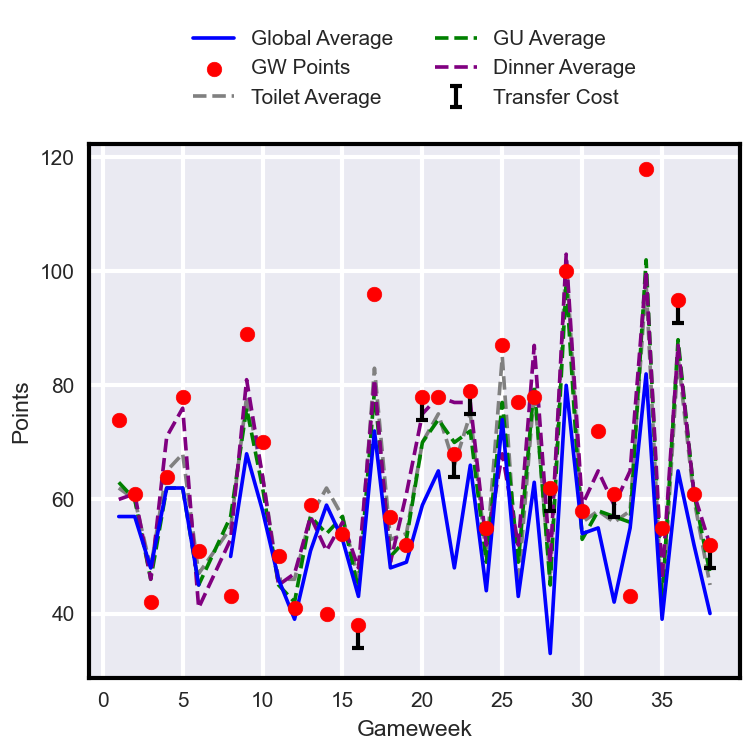 Global Average
GW Points
Toilet Average
GU Average
Dinner Average
Transfer Cost
120
100
80
60
40
Points
0 5 10 15 20 25 30 35
Gameweek